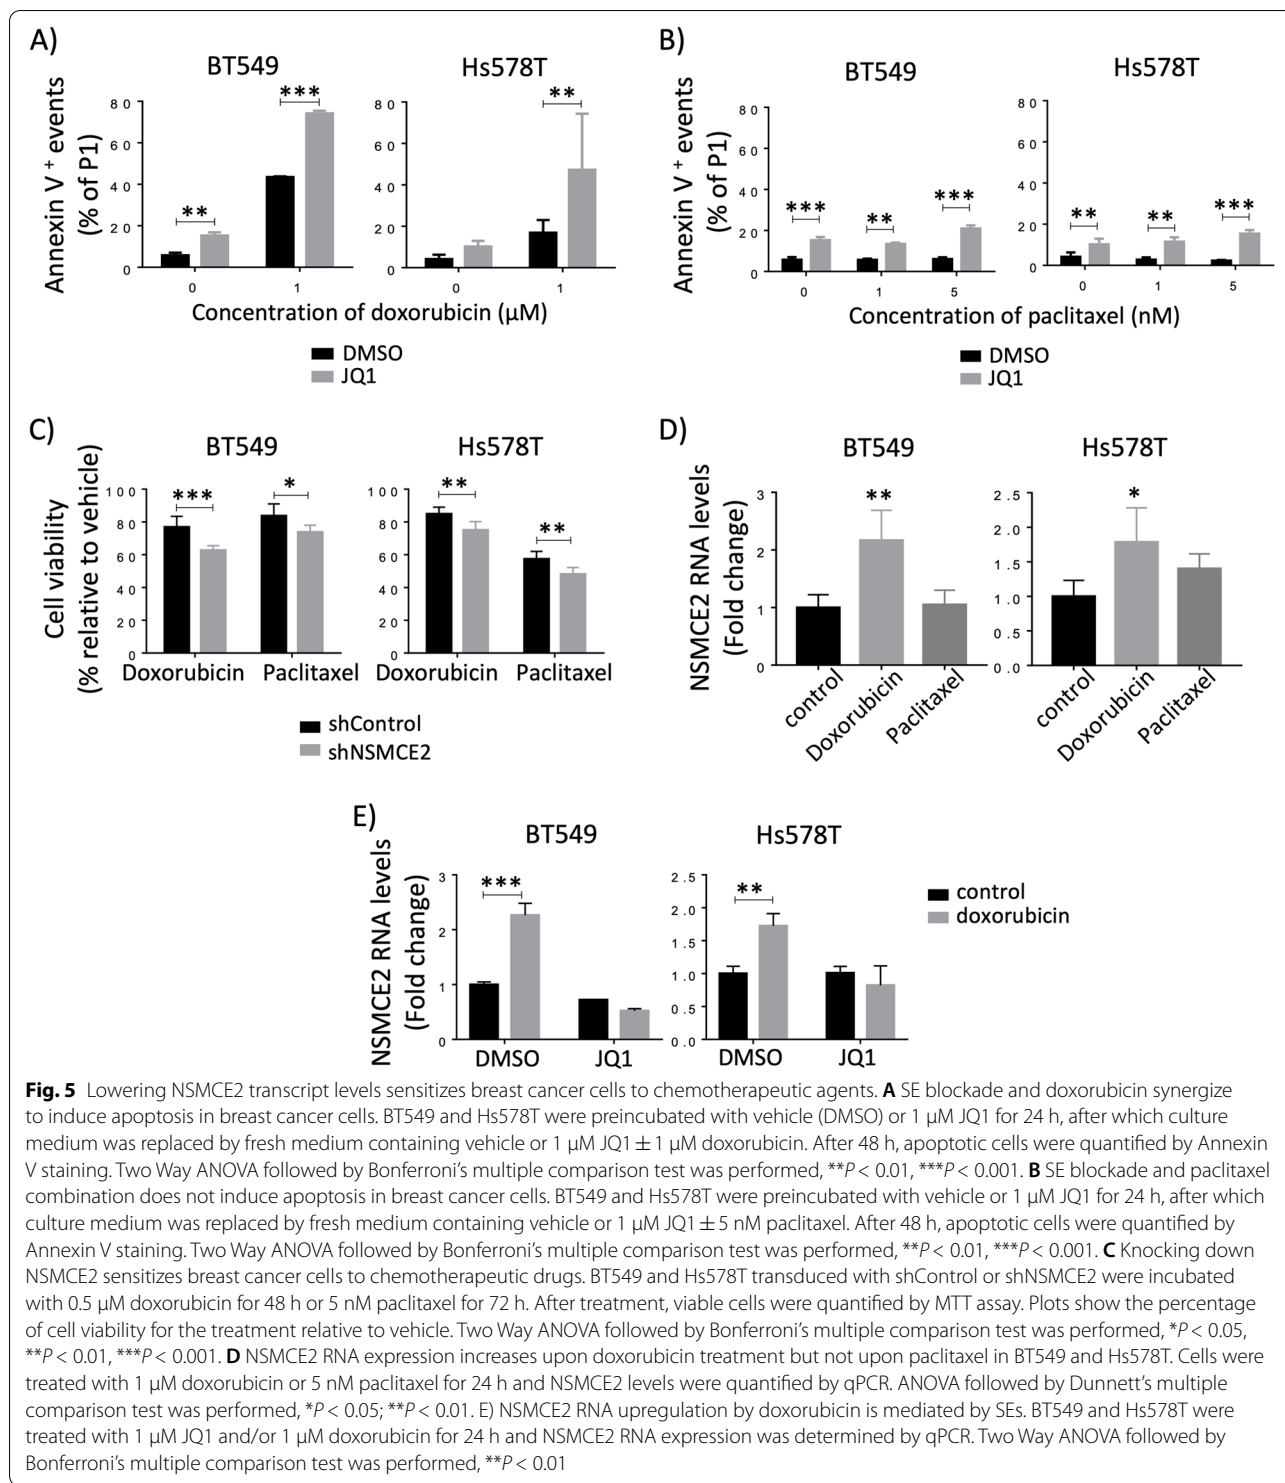 A)
BT549
Hs578T
Annexin V + events
(% of P1)
80
60
40
20
0
**
***
0
1
80
60
40
20
0
**
0
1
Concentration of doxorubicin (µM)
DMSO
JQ1
B)
BT549
Hs578T
Annexin V + events
(% of P1)
80
60
40
20
0
***
**
***
0
1
5
80
60
40
20
0
**
**
***
0
1
5
Concentration of paclitaxel (nM)
DMSO
JQ1
C)
BT549
Hs578T
Cell viability
(% relative to vehicle)
100
80
60
40
20
0
***
*
Doxorubicin
Paclitaxel
100
80
60
40
20
0
**
**
Doxorubicin
Paclitaxel
shControl
shNSMCE2
D)
BT549
Hs578T
NSMCE2 RNA levels
(Fold change)
3
2
1
0
**
control
Doxorubicin
Paclitaxel
2.5
2.0
1.5
1.0
0.5
0.0
*
control
Doxorubicin
Paclitaxel
E)
BT549
Hs578T
NSMCE2 RNA levels
(Fold change)
3
2
1
0
***
DMSO
JQ1
2.5
2.0
1.5
1.0
0.5
0.0
**
DMSO
JQ1
control
doxorubicin
Fig. 5 Lowering NSMCE2 transcript levels sensitizes breast cancer cells to chemotherapeutic agents. A SE blockade and doxorubicin synergize
to induce apoptosis in breast cancer cells. BT549 and Hs578T were preincubated with vehicle (DMSO) or 1 µM JQ1 for 24 h, after which culture
medium was replaced by fresh medium containing vehicle or 1 µM JQ1 ± 1 µM doxorubicin. After 48 h, apoptotic cells were quantified by Annexin
V staining. Two Way ANOVA followed by Bonferroni’s multiple comparison test was performed, **P < 0.01, ***P < 0.001. B SE blockade and paclitaxel
combination does not induce apoptosis in breast cancer cells. BT549 and Hs578T were preincubated with vehicle or 1 µM JQ1 for 24 h, after which
culture medium was replaced by fresh medium containing vehicle or 1 µM JQ1 ± 5 nM paclitaxel. After 48 h, apoptotic cells were quantified by
Annexin V staining. Two Way ANOVA followed by Bonferroni’s multiple comparison test was performed, **P < 0.01, ***P < 0.001. C Knocking down
NSMCE2 sensitizes breast cancer cells to chemotherapeutic drugs. BT549 and Hs578T transduced with shControl or shNSMCE2 were incubated
with 0.5 µM doxorubicin for 48 h or 5 nM paclitaxel for 72 h. After treatment, viable cells were quantified by MTT assay. Plots show the percentage
of cell viability for the treatment relative to vehicle. Two Way ANOVA followed by Bonferroni’s multiple comparison test was performed, *P < 0.05,
**P < 0.01, ***P < 0.001. D NSMCE2 RNA expression increases upon doxorubicin treatment but not upon paclitaxel in BT549 and Hs578T. Cells were
treated with 1 µM doxorubicin or 5 nM paclitaxel for 24 h and NSMCE2 levels were quantified by qPCR. ANOVA followed by Dunnett’s multiple
comparison test was performed, *P < 0.05; **P < 0.01. E) NSMCE2 RNA upregulation by doxorubicin is mediated by SEs. BT549 and Hs578T were
treated with 1 µM JQ1 and/or 1 µM doxorubicin for 24 h and NSMCE2 RNA expression was determined by qPCR. Two Way ANOVA followed by
Bonferroni’s multiple comparison test was performed, **P < 0.01